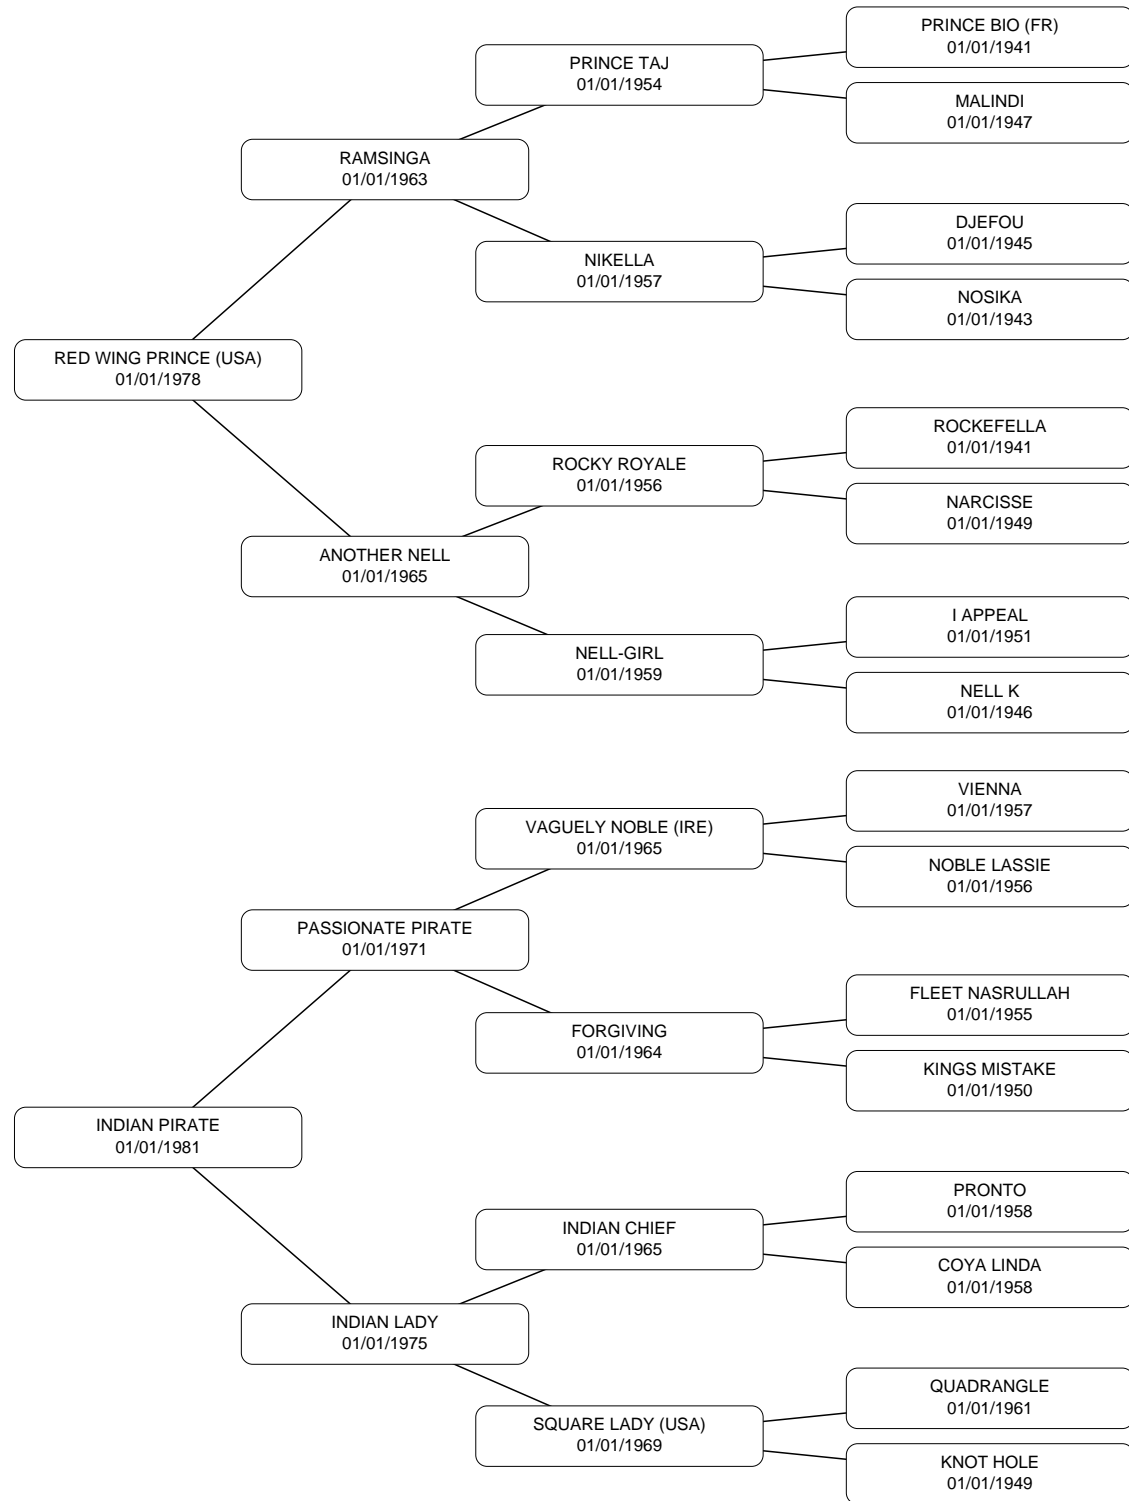 PRINCE BIO (FR)
01/01/1941
PRINCE TAJ
01/01/1954
MALINDI
01/01/1947
RAMSINGA
01/01/1963
DJEFOU
01/01/1945
NIKELLA
01/01/1957
NOSIKA
01/01/1943
RED WING PRINCE (USA)
01/01/1978
ROCKEFELLA
01/01/1941
ROCKY ROYALE
01/01/1956
NARCISSE
01/01/1949
ANOTHER NELL
01/01/1965
I APPEAL
01/01/1951
NELL-GIRL
01/01/1959
NELL K
01/01/1946
VIENNA
01/01/1957
VAGUELY NOBLE (IRE)
01/01/1965
NOBLE LASSIE
01/01/1956
PASSIONATE PIRATE
01/01/1971
FLEET NASRULLAH
01/01/1955
FORGIVING
01/01/1964
KINGS MISTAKE
01/01/1950
INDIAN PIRATE
01/01/1981
PRONTO
01/01/1958
INDIAN CHIEF
01/01/1965
COYA LINDA
01/01/1958
INDIAN LADY
01/01/1975
QUADRANGLE
01/01/1961
SQUARE LADY (USA)
01/01/1969
KNOT HOLE
01/01/1949